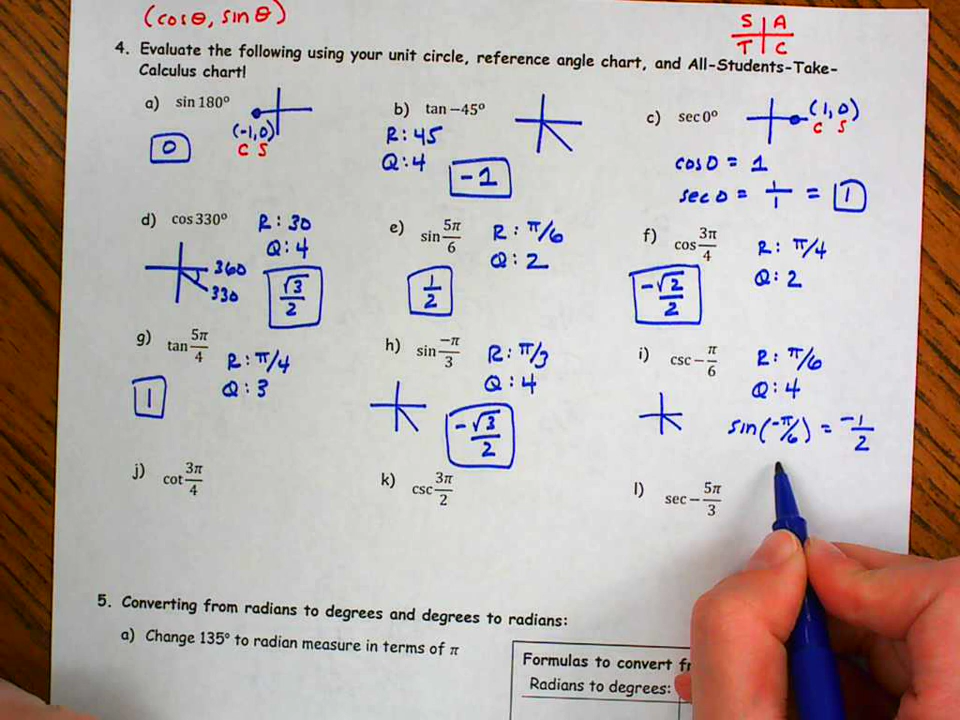 (cosθ, sinθ)
S A
T C
4. Evaluate the following using your unit circle, reference angle chart, and All-Students-Take-
Calculus chart!
a) sin 180°
(-1,0)
C S
0
b) tan −45°
R: 45
Q: 4
-1
c) sec 0°
(1,0)
C S
cos 0 = 1
sec 0 = 1/1 = 1
d) cos 330°
R: 30
Q: 4
360
330
√3/2
e) sin 5π/6
R: π/6
Q: 2
1/2
f) cos 3π/4
R: π/4
Q: 2
-√2/2
g) tan 5π/4
R: π/4
Q: 3
1
h) sin −π/3
R: π/3
Q: 4
-√3/2
i) csc − π/6
R: π/6
Q: 4
sin(-π/6) = -1/2
j) cot 3π/4
k) csc 3π/2
l) sec − 5π/3
5. Converting from radians to degrees and degrees to radians:
a) Change 135° to radian measure in terms of π
Formulas to convert
Radians to degrees: